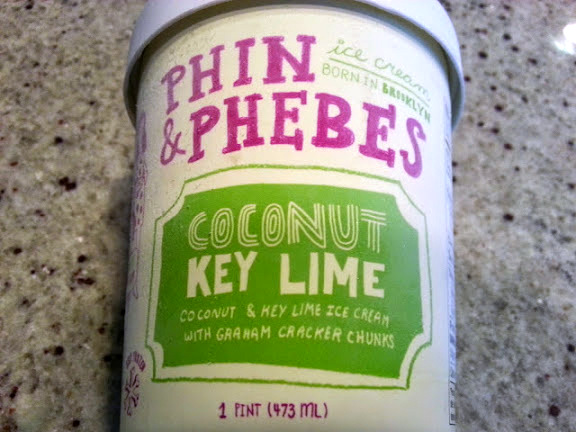 PHIN
& PHEBES
ice cream
BORN IN BROOKLYN
COCONUT
KEY LIME
COCONUT & KEY LIME ICE CREAM
WITH GRAHAM CRACKER CHUNKS
1 PINT (473 ML)